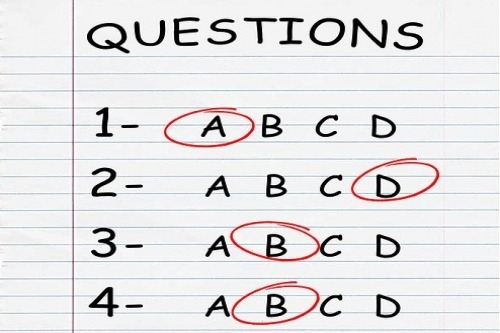 QUESTIONS
1- A B C D
2- A B C D
3- A B C D
4- A B C D